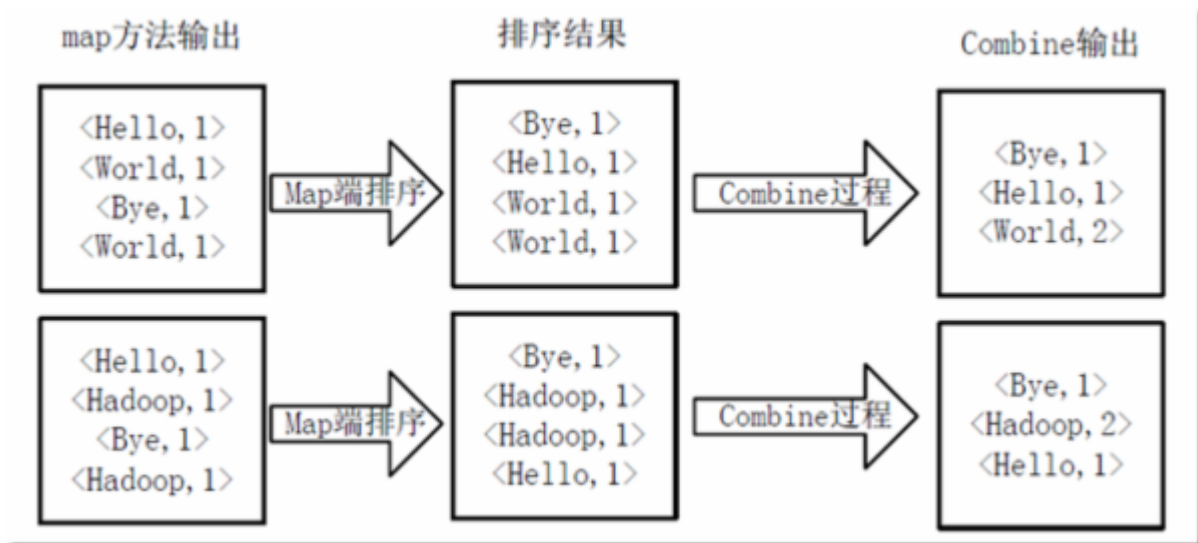 map方法输出
排序结果
Combine输出
<Hello,1>
<World,1>
<Bye,1>
<World,1>
Map端排序
<Bye,1>
<Hello,1>
<World,1>
<World,1>
Combine过程
<Bye,1>
<Hello,1>
<World,2>
<Hello,1>
<Hadoop,1>
<Bye,1>
<Hadoop,1>
Map端排序
<Bye,1>
<Hadoop,1>
<Hadoop,1>
<Hello,1>
Combine过程
<Bye,1>
<Hadoop,2>
<Hello,1>